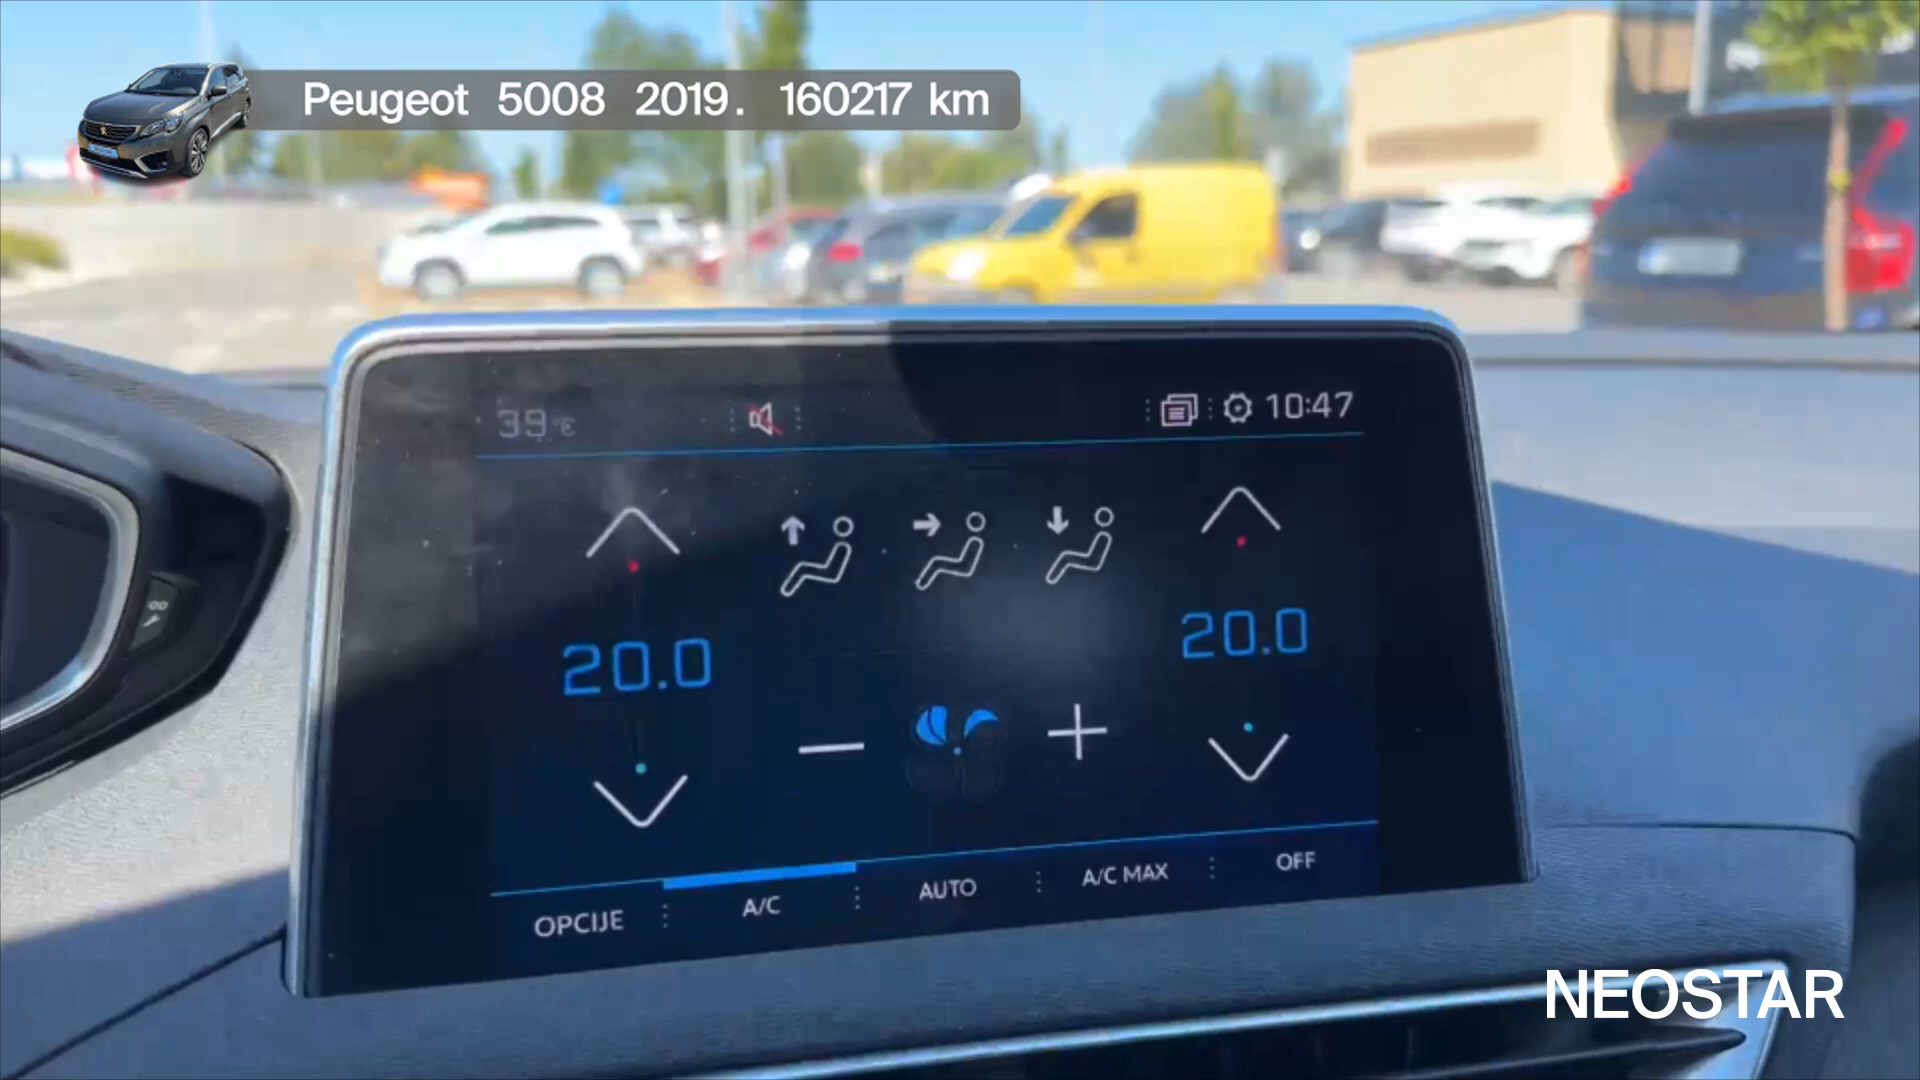 Peugeot 5008 2019. 160217 km
39 °C
10:47
20.0
20.0
OPCIJE
A/C
AUTO
A/C MAX
OFF
NEOSTAR